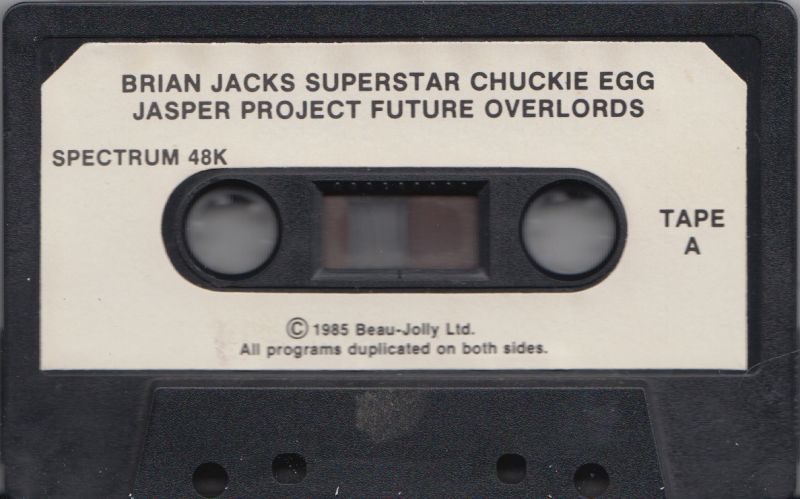 BRIAN JACKS SUPERSTAR CHUCKIE EGG
JASPER PROJECT FUTURE OVERLORDS
SPECTRUM 48K
TAPE
A
© 1985 Beau-Jolly Ltd.
All programs duplicated on both sides.